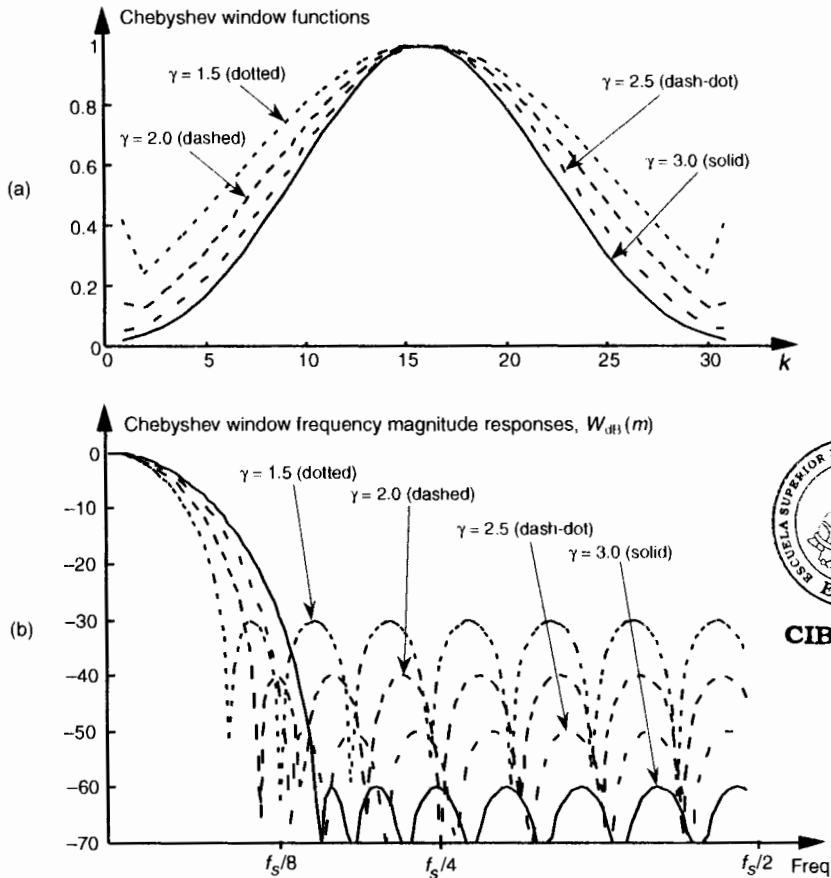 Chebyshev window functions
1
γ = 1.5 (dotted)
γ = 2.5 (dash-dot)
0.8
γ = 2.0 (dashed)
0.6
γ = 3.0 (solid)
(a)
0.4
0.2
0
0 5 10 15 20 25 30 k
Chebyshev window frequency magnitude responses, W_dB(m)
0
γ = 1.5 (dotted)
γ = 2.0 (dashed)
-10
γ = 2.5 (dash-dot)
-20
γ = 3.0 (solid)
-30
(b)
-40
-50
-60
-70
f_s/8 f_s/4 f_s/2 Freq
ESCUELA SUPERIOR
CIB